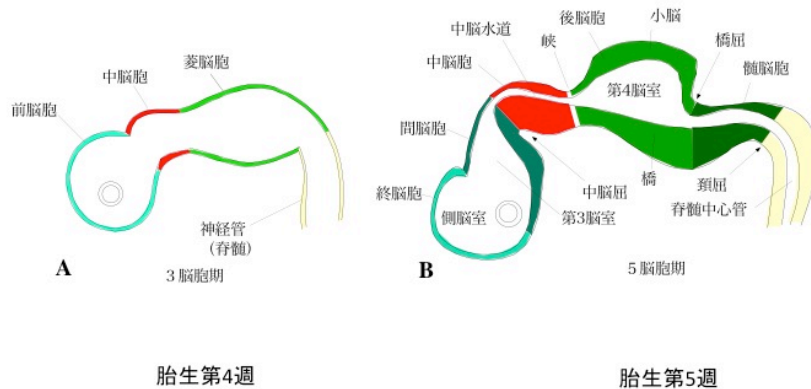 前脳胞
中脳胞
菱脳胞
神経管
(脊髄)
A
3脳胞期
胎生第4週
中脳水道
中脳胞
峡
後脳胞
小脳
橋屈
髄脳胞
第4脳室
間脳胞
終脳胞
側脳室
第3脳室
中脳屈
橋
頚屈
脊髄中心管
B
5脳胞期
胎生第5週